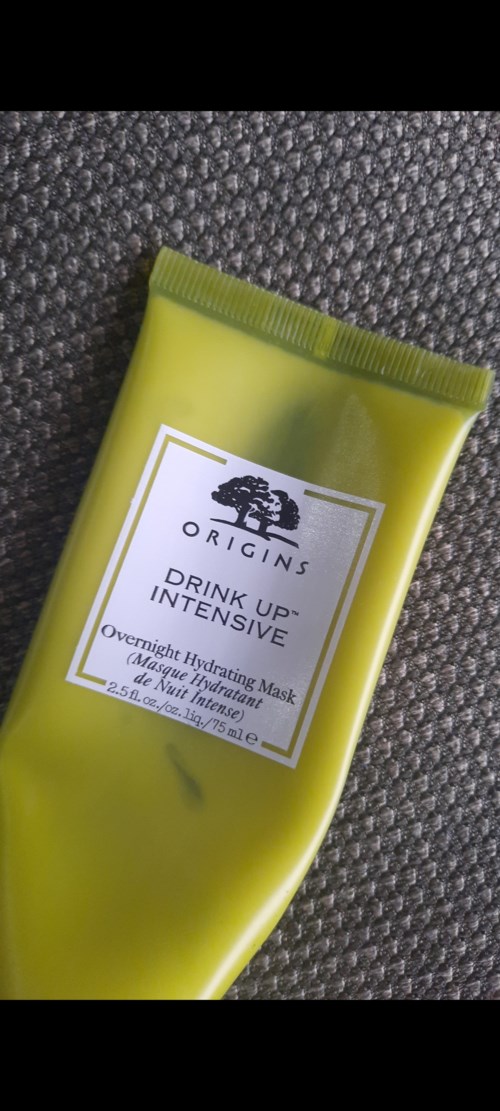 ORIGINS
DRINK UP™
INTENSIVE
Overnight Hydrating Mask
(Masque Hydratant
de Nuit Intense)
2.5 fl. oz./oz. liq./75 ml ℮